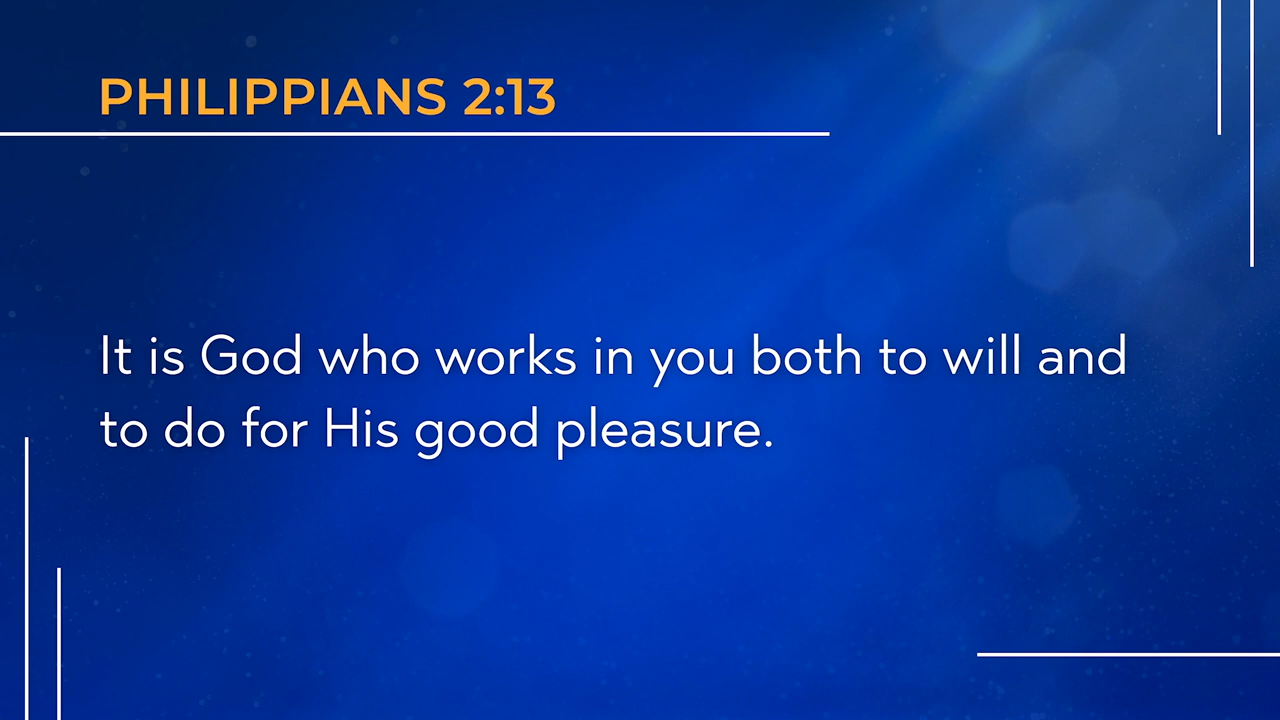 PHILIPPIANS 2:13
It is God who works in you both to will and
to do for His good pleasure.